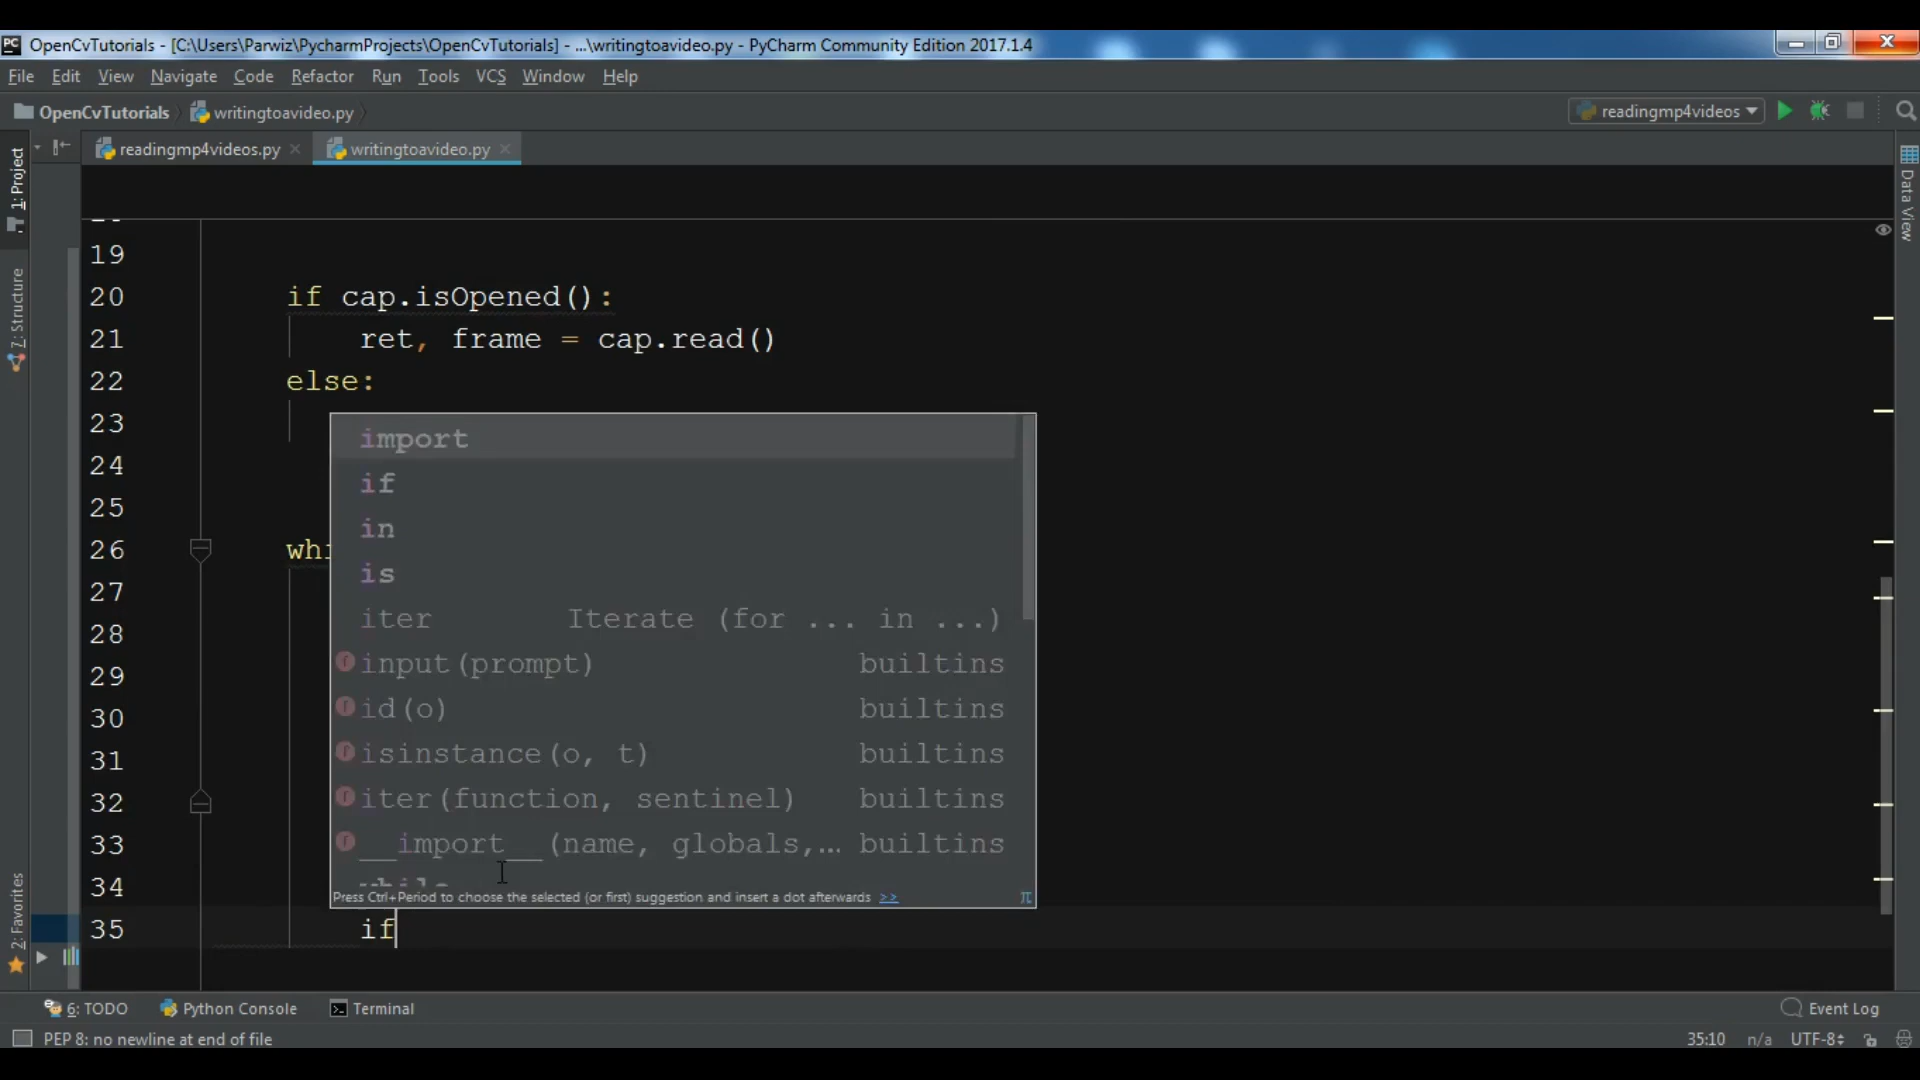 PC OpenCvTutorials - [C:\Users\Parwiz\PycharmProjects\OpenCvTutorials] - ...\writingtoavideo.py - PyCharm Community Edition 2017.1.4
File Edit View Navigate Code Refactor Run Tools VCS Window Help
OpenCvTutorials writingtoavideo.py readingmp4videos
readingmp4videos.py writingtoavideo.py
1: Project
7: Structure
2: Favorites
Data View
19
20 if cap.isOpened():
21 ret, frame = cap.read()
22 else:
23
24
25
26 whi
27
28
29
30
31
32
33
34
35 if
import
if
in
is
iter Iterate (for ... in ...)
input(prompt) builtins
id(o) builtins
isinstance(o, t) builtins
iter(function, sentinel) builtins
__import__(name, globals,... builtins
while
Press Ctrl+Period to choose the selected (or first) suggestion and insert a dot afterwards >> π
6: TODO Python Console Terminal Event Log
PEP 8: no newline at end of file 35:10 n/a UTF-8